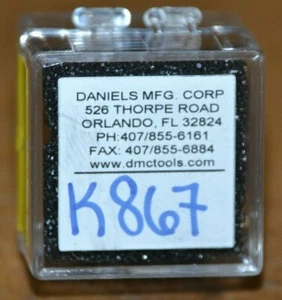 DANIELS MFG. CORP
526 THORPE ROAD
ORLANDO, FL 32824
PH:407/855-6161
FAX: 407/855-6884
www.dmctools.com
K867